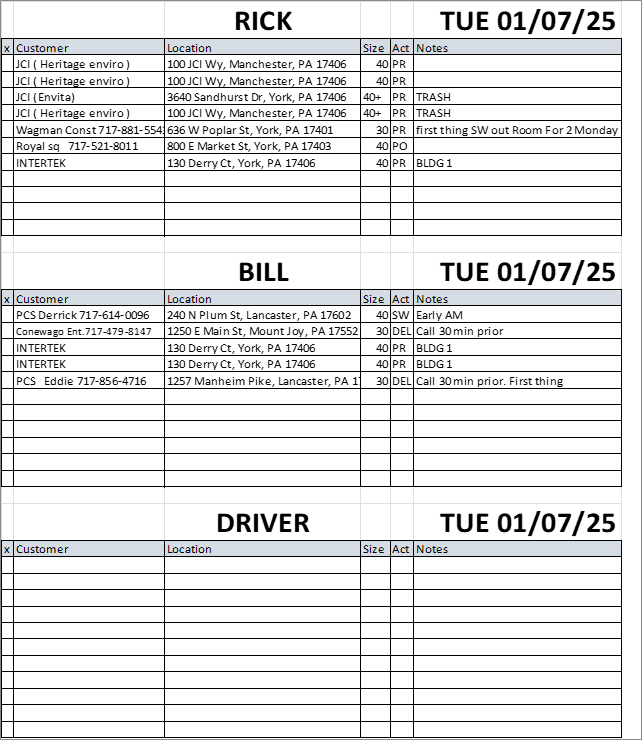 RICK TUE 01/07/25
x Customer Location Size Act Notes
JCI ( Heritage enviro ) 100 JCI Wy, Manchester, PA 17406 40 PR
JCI ( Heritage enviro ) 100 JCI Wy, Manchester, PA 17406 40 PR
JCI (Envita) 3640 Sandhurst Dr, York, PA 17406 40+ PR TRASH
JCI ( Heritage enviro ) 100 JCI Wy, Manchester, PA 17406 40+ PR TRASH
Wagman Const 717-881-554 636 W Poplar St, York, PA 17401 30 PR first thing SW out Room For 2 Monday
Royal sq 717-521-8011 800 E Market St, York, PA 17403 40 PO
INTERTEK 130 Derry Ct, York, PA 17406 40 PR BLDG 1
BILL TUE 01/07/25
x Customer Location Size Act Notes
PCS Derrick 717-614-0096 240 N Plum St, Lancaster, PA 17602 40 SW Early AM
Conewago Ent.717-479-8147 1250 E Main St, Mount Joy, PA 17552 30 DEL Call 30 min prior
INTERTEK 130 Derry Ct, York, PA 17406 40 PR BLDG 1
INTERTEK 130 Derry Ct, York, PA 17406 40 PR BLDG 1
PCS Eddie 717-856-4716 1257 Manheim Pike, Lancaster, PA 1 30 DEL Call 30 min prior. First thing
DRIVER TUE 01/07/25
x Customer Location Size Act Notes